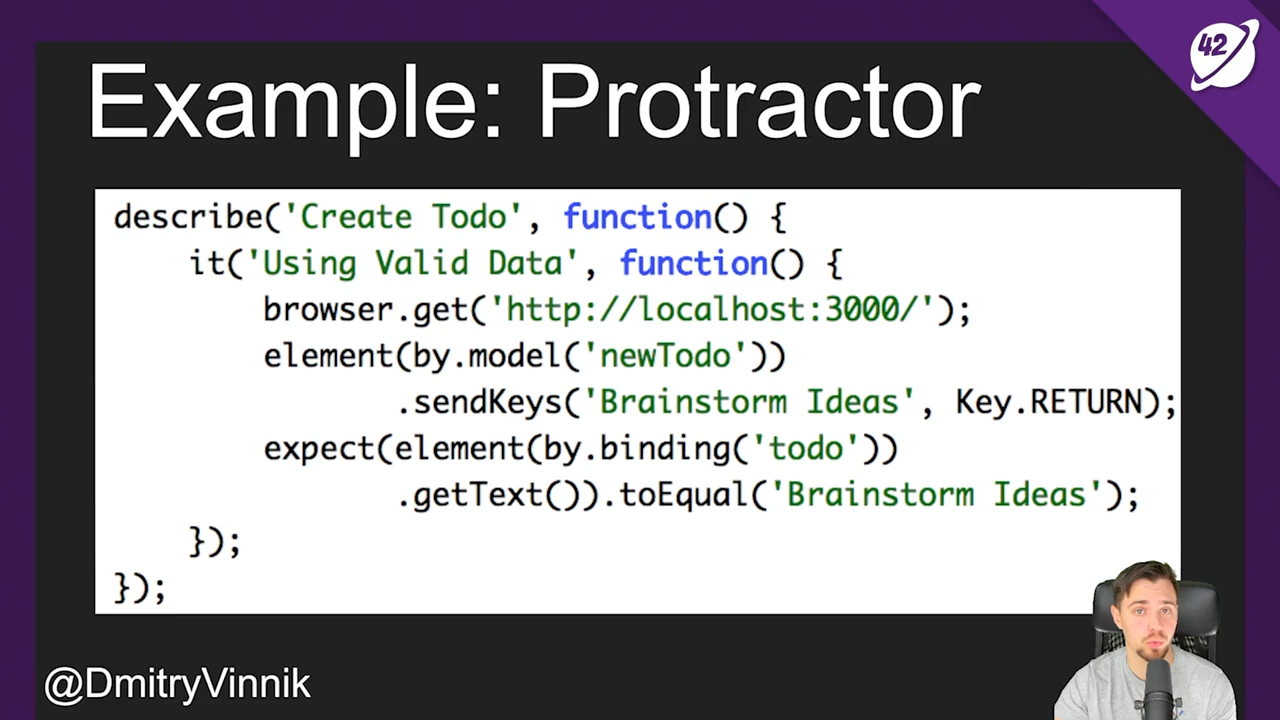 42
Example: Protractor
describe('Create Todo', function() {
    it('Using Valid Data', function() {
        browser.get('http://localhost:3000/');
        element(by.model('newTodo'))
                .sendKeys('Brainstorm Ideas', Key.RETURN);
        expect(element(by.binding('todo'))
                .getText()).toEqual('Brainstorm Ideas');
    });
});
@DmitryVinnik